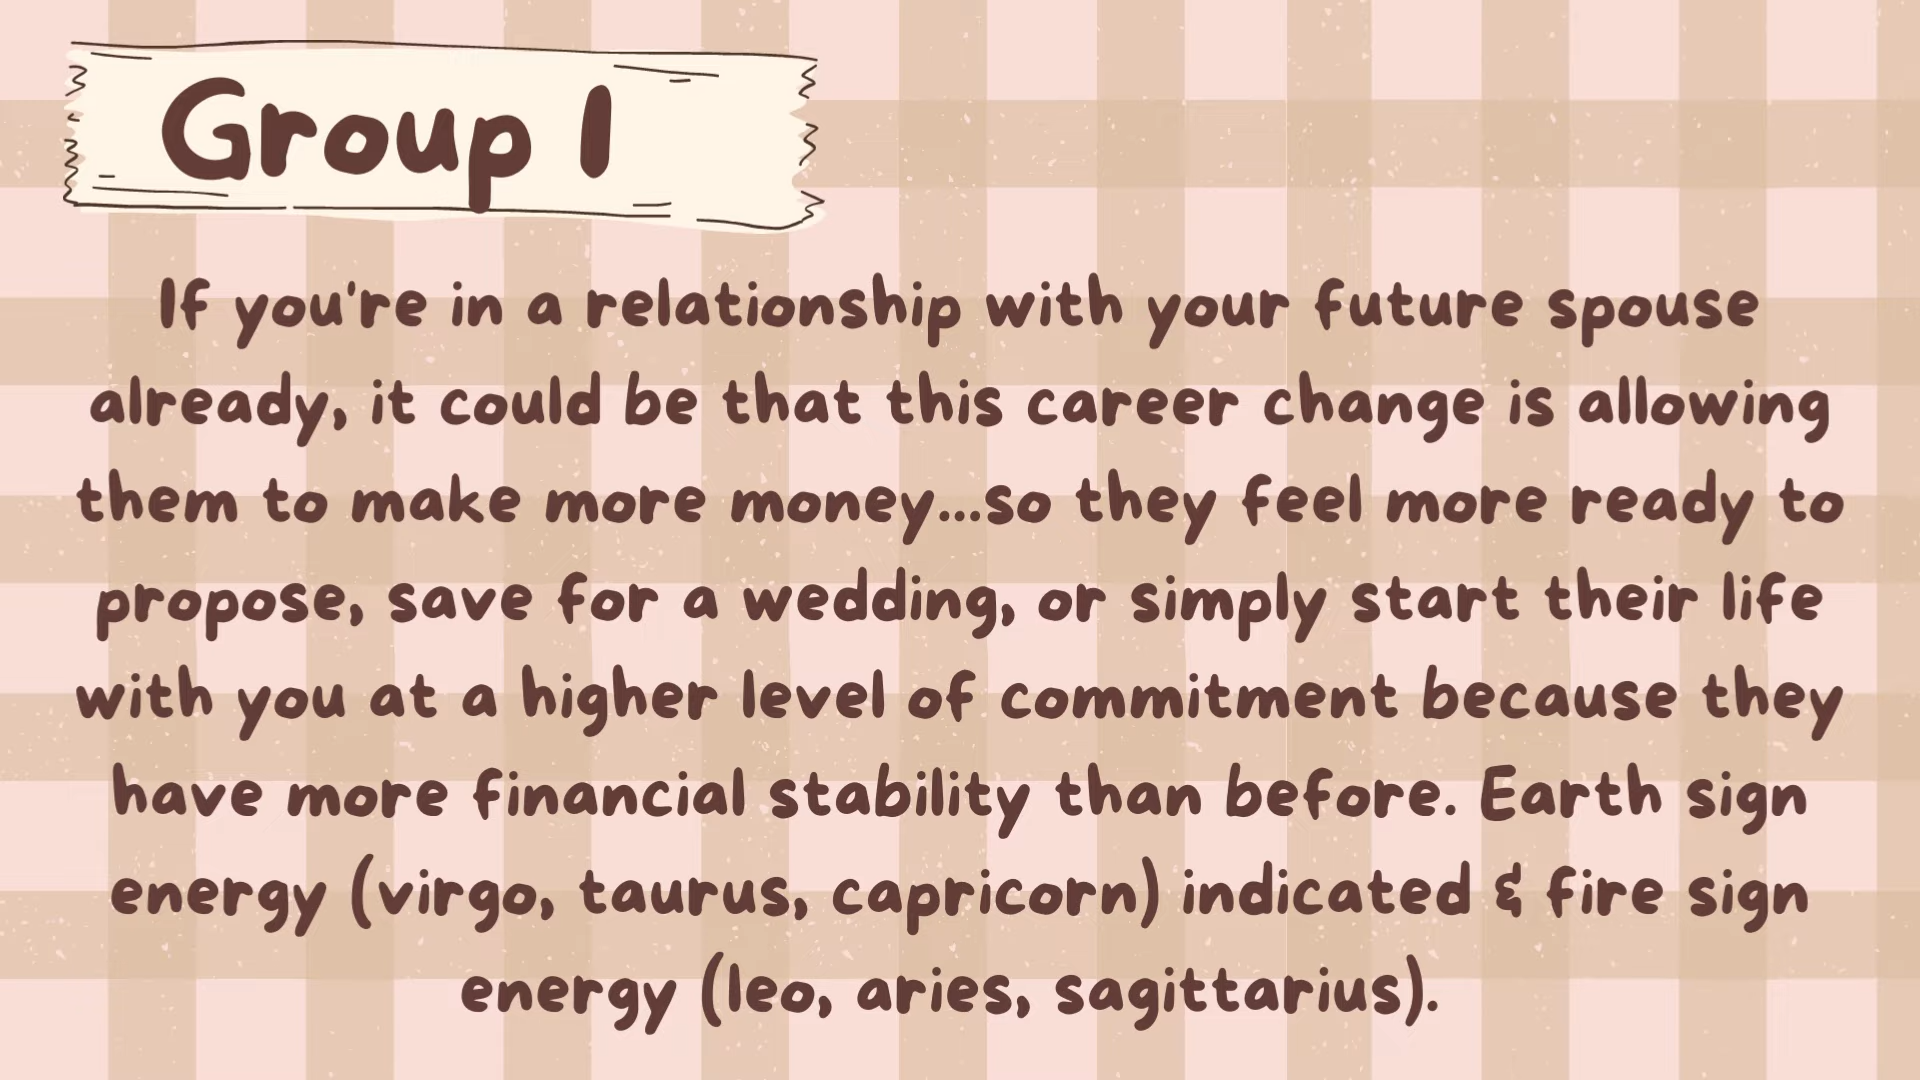 Group 1
If you're in a relationship with your future spouse
already, it could be that this career change is allowing
them to make more money...so they feel more ready to
propose, save for a wedding, or simply start their life
with you at a higher level of commitment because they
have more financial stability than before. Earth sign
energy (virgo, taurus, capricorn) indicated & fire sign
energy (leo, aries, sagittarius).